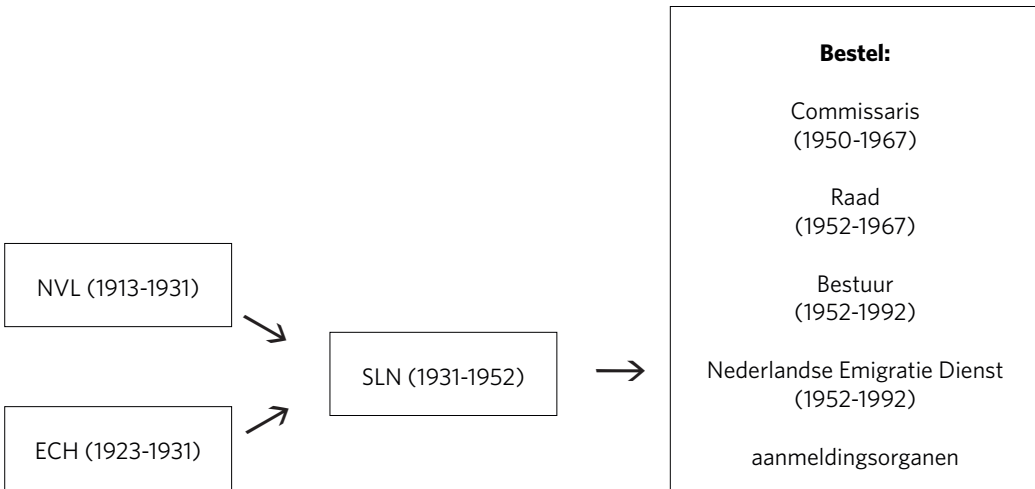 NVL (1913-1931)
ECH (1923-1931)
SLN (1931-1952)
Bestel:
Commissaris
(1950-1967)
Raad
(1952-1967)
Bestuur
(1952-1992)
Nederlandse Emigratie Dienst
(1952-1992)
aanmeldingsorganen